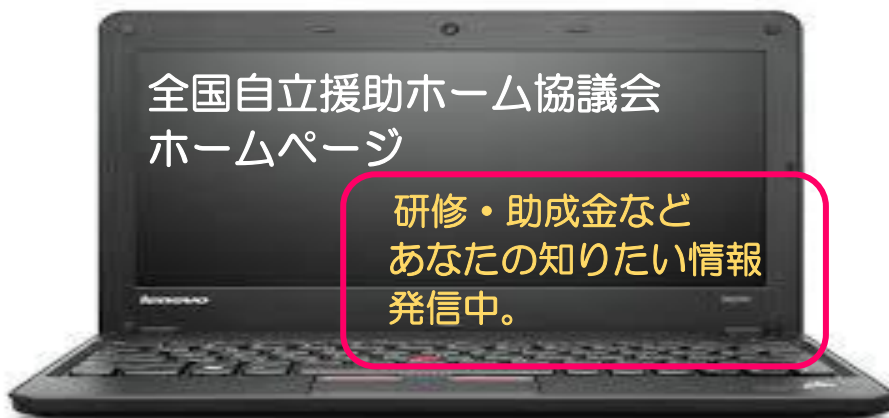 全国自立援助ホーム協議会
ホームページ
研修・助成金など
あなたの知りたい情報
発信中。
lenovo